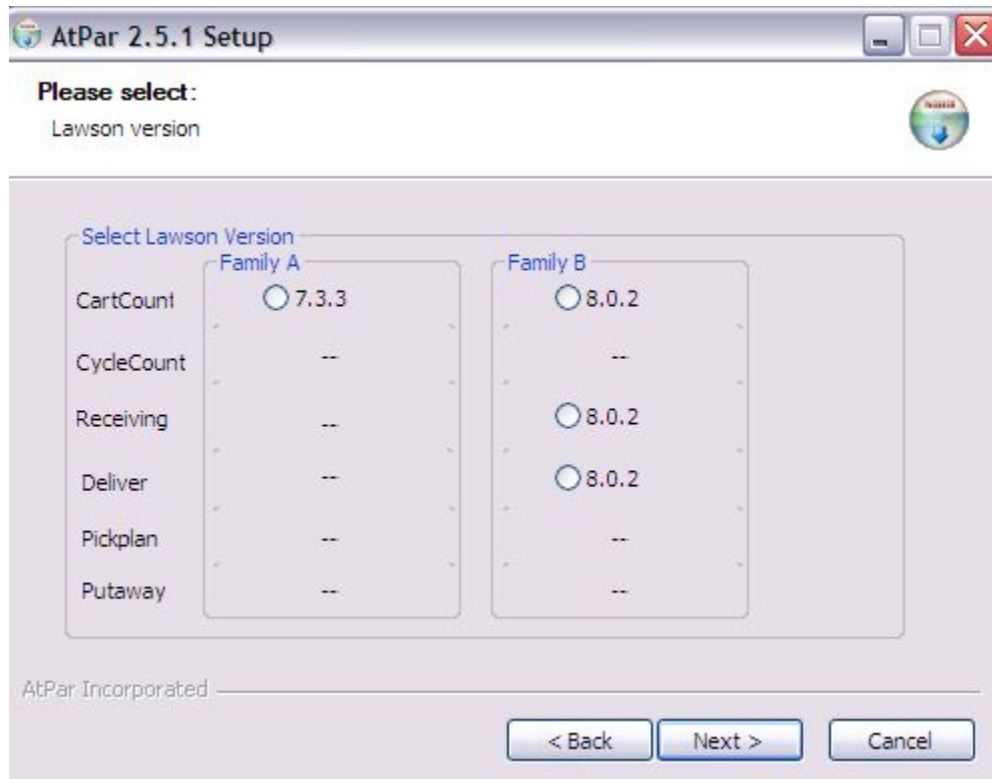 AtPar 2.5.1 Setup
Please select:
Lawson version
Select Lawson Version
Family A Family B
CartCount 7.3.3 8.0.2
CycleCount -- --
Receiving -- 8.0.2
Deliver -- 8.0.2
Pickplan -- --
Putaway -- --
AtPar Incorporated
< Back Next > Cancel